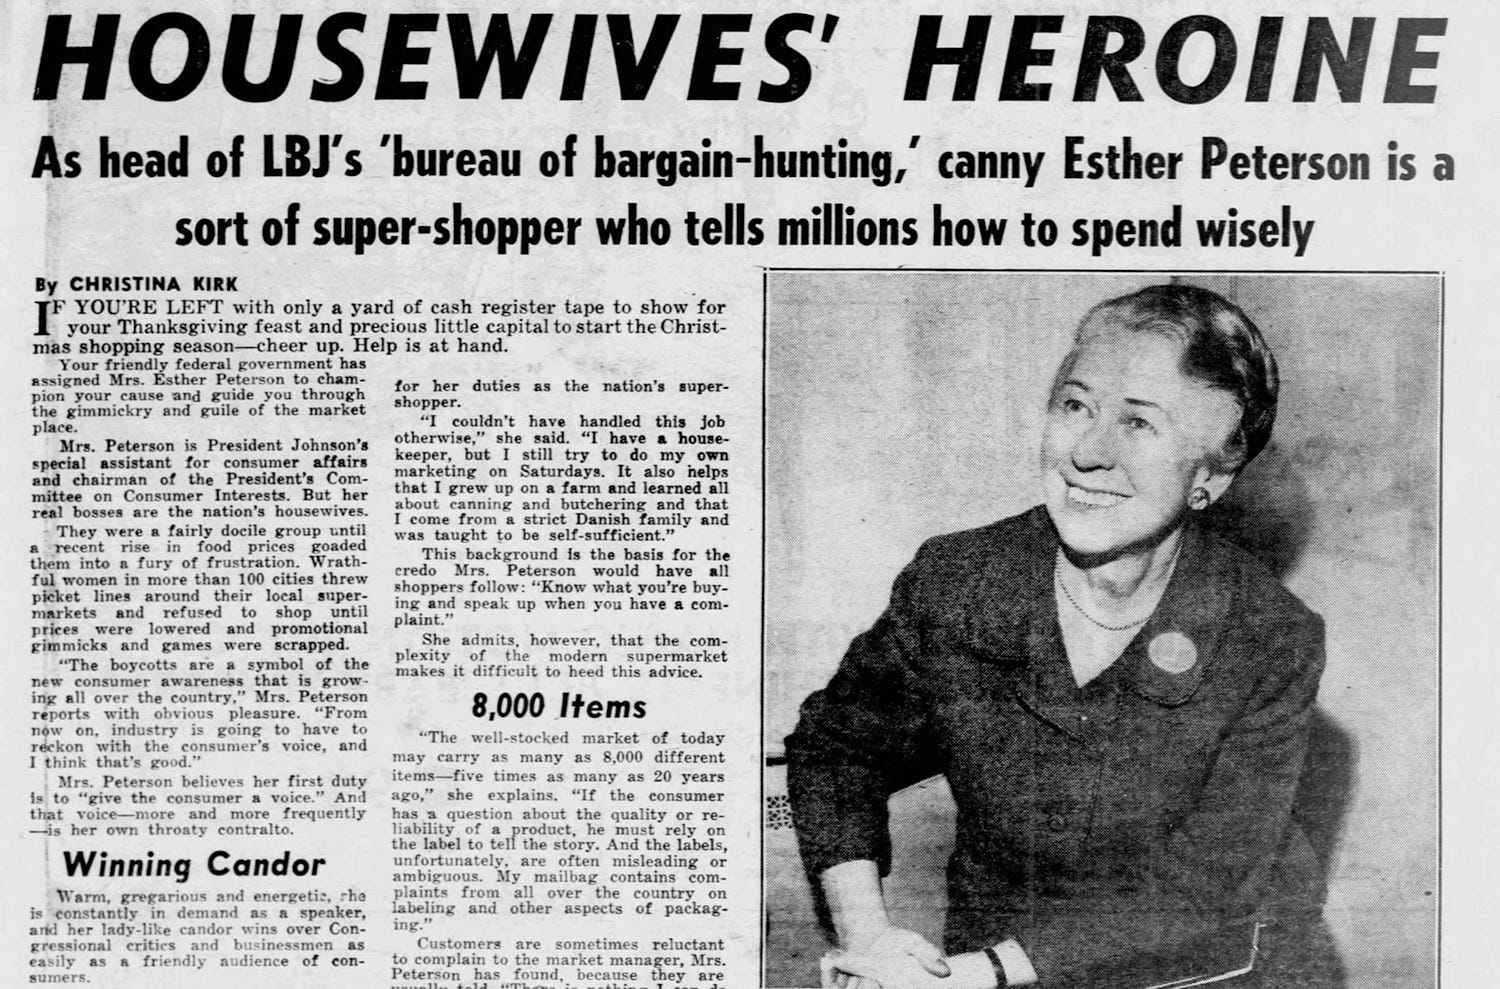 HOUSEWIVES' HEROINE
As head of LBJ's 'bureau of bargain-hunting,' canny Esther Peterson is a
sort of super-shopper who tells millions how to spend wisely
By CHRISTINA KIRK
IF YOU'RE LEFT with only a yard of cash register tape to show for
your Thanksgiving feast and precious little capital to start the Christ-
mas shopping season—cheer up. Help is at hand.
Your friendly federal government has
assigned Mrs. Esther Peterson to cham-
pion your cause and guide you through
the gimmickry and guile of the market
place.
Mrs. Peterson is President Johnson's
special assistant for consumer affairs
and chairman of the President's Com-
mittee on Consumer Interests. But her
real bosses are the nation's housewives.
They were a fairly docile group until
a recent rise in food prices goaded
them into a fury of frustration. Wrath-
ful women in more than 100 cities threw
picket lines around their local super-
markets and refused to shop until
prices were lowered and promotional
gimmicks and games were scrapped.
"The boycotts are a symbol of the
new consumer awareness that is grow-
ing all over the country," Mrs. Peterson
reports with obvious pleasure. "From
now on, industry is going to have to
reckon with the consumer's voice, and
I think that's good."
Mrs. Peterson believes her first duty
is to "give the consumer a voice." And
that voice—more and more frequently
—is her own throaty contralto.
Winning Candor
Warm, gregarious and energetic, she
is constantly in demand as a speaker,
and her lady-like candor wins over Con-
gressional critics and businessmen as
easily as a friendly audience of con-
sumers.
for her duties as the nation's super-
shopper.
"I couldn't have handled this job
otherwise," she said. "I have a house-
keeper, but I still try to do my own
marketing on Saturdays. It also helps
that I grew up on a farm and learned all
about canning and butchering and that
I come from a strict Danish family and
was taught to be self-sufficient."
This background is the basis for the
credo Mrs. Peterson would have all
shoppers follow: "Know what you're buy-
ing and speak up when you have a com-
plaint."
She admits, however, that the com-
plexity of the modern supermarket
makes it difficult to heed this advice.
8,000 Items
"The well-stocked market of today
may carry as many as 8,000 different
items—five times as many as 20 years
ago," she explains. "If the consumer
has a question about the quality or re-
liability of a product, he must rely on
the label to tell the story. And the labels,
unfortunately, are often misleading or
ambiguous. My mailbag contains com-
plaints from all over the country on
labeling and other aspects of packag-
ing."
Customers are sometimes reluctant
to complain to the market manager, Mrs.
Peterson has found, because they are
usually told, "There is nothing I can do